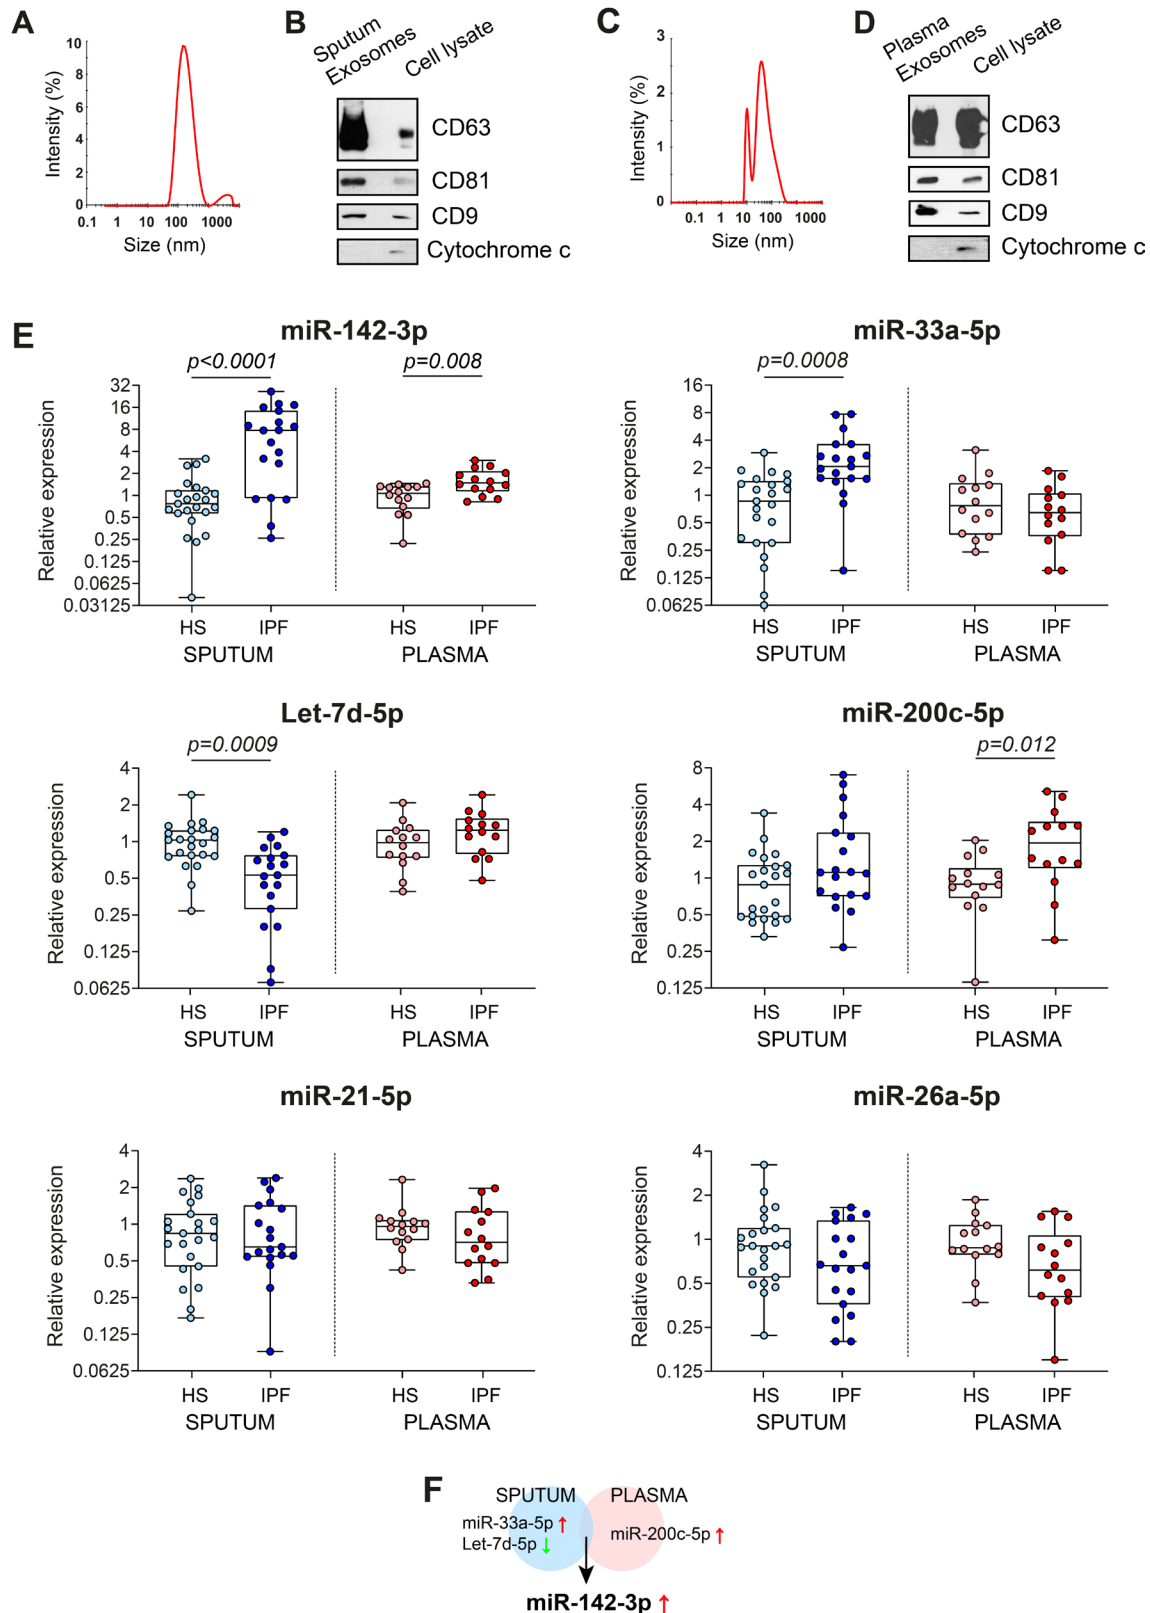 A
Intensity (%)
10
8
6
4
2
0
0.1 1 10 100 1000
Size (nm)
B
Sputum
Exosomes
Cell lysate
CD63
CD81
CD9
Cytochrome c
C
Intensity (%)
3
2
1
0
0.1 1 10 100 1000
Size (nm)
D
Plasma
Exosomes
Cell lysate
CD63
CD81
CD9
Cytochrome c
E
miR-142-3p
p<0.0001
p=0.008
Relative expression
32
16
8
4
2
1
0.5
0.25
0.125
0.0625
0.03125
HS IPF HS IPF
SPUTUM PLASMA
miR-33a-5p
p=0.0008
Relative expression
16
8
4
2
1
0.5
0.25
0.125
0.0625
HS IPF HS IPF
SPUTUM PLASMA
Let-7d-5p
p=0.0009
Relative expression
4
2
1
0.5
0.25
0.125
0.0625
HS IPF HS IPF
SPUTUM PLASMA
miR-200c-5p
p=0.012
Relative expression
8
4
2
1
0.5
0.25
0.125
HS IPF HS IPF
SPUTUM PLASMA
miR-21-5p
Relative expression
4
2
1
0.5
0.25
0.125
0.0625
HS IPF HS IPF
SPUTUM PLASMA
miR-26a-5p
Relative expression
4
2
1
0.5
0.25
0.125
HS IPF HS IPF
SPUTUM PLASMA
F
SPUTUM PLASMA
miR-33a-5p ↑
Let-7d-5p ↓
miR-200c-5p ↑
miR-142-3p ↑